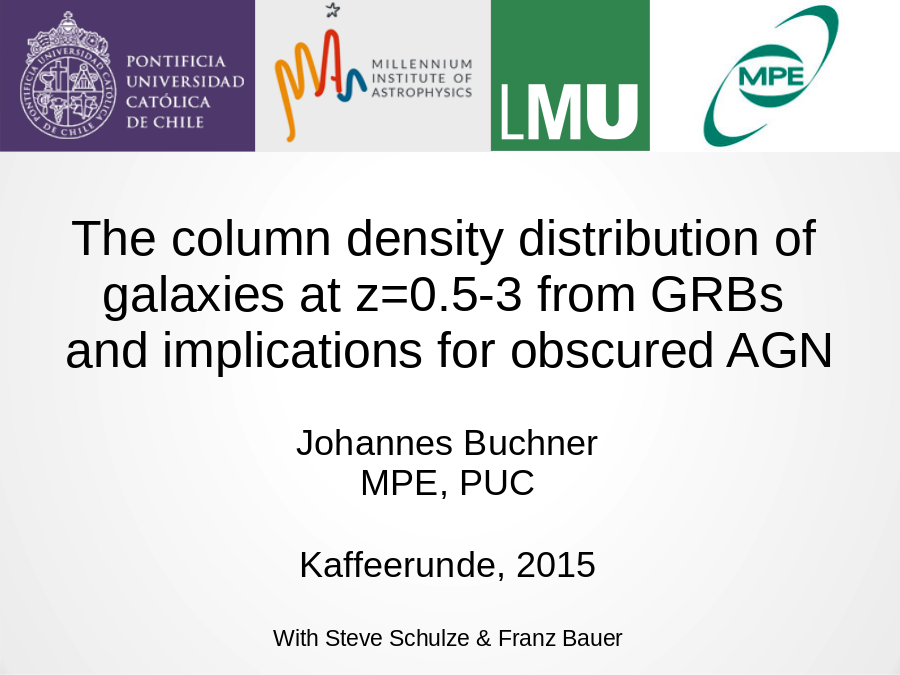 PONTIFICIA
UNIVERSIDAD
CATÓLICA
DE CHILE
PONTIFICIA UNIVERSIDAD CATOLICA DE CHILE
MILLENNIUM
INSTITUTE OF
ASTROPHYSICS
LMU
MPE
The column density distribution of
galaxies at z=0.5-3 from GRBs
and implications for obscured AGN
Johannes Buchner
MPE, PUC
Kaffeerunde, 2015
With Steve Schulze & Franz Bauer